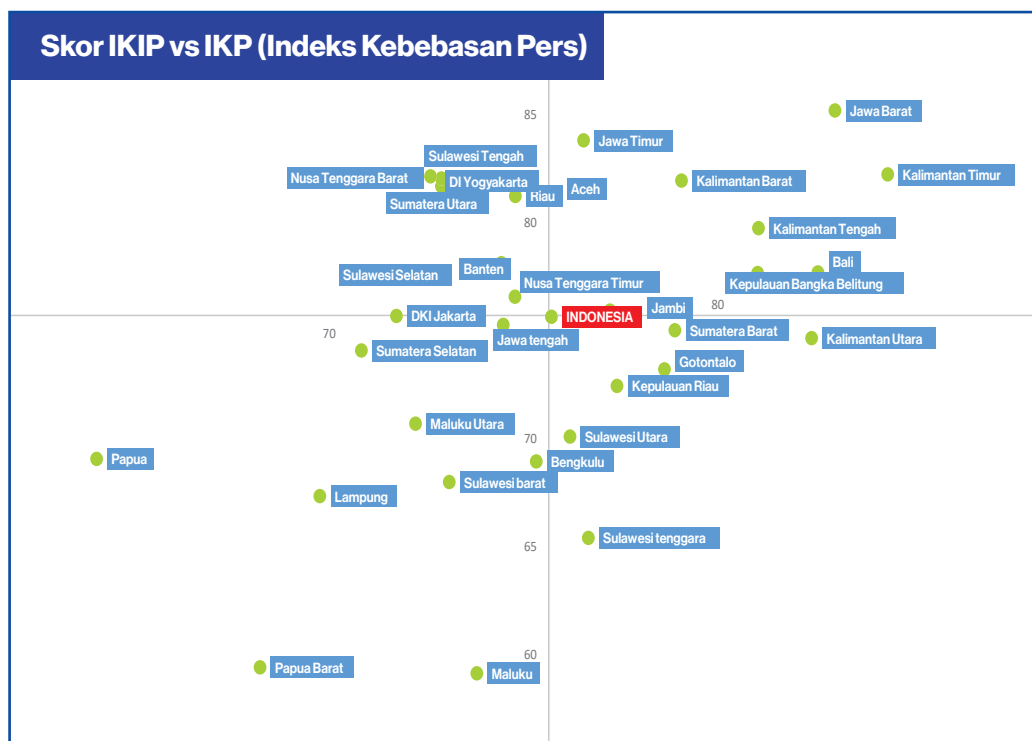 Skor IKIP vs IKP (Indeks Kebebasan Pers)
85
Jawa Barat
Jawa Timur
Sulawesi Tengah
Nusa Tenggara Barat
DI Yogyakarta
Kalimantan Barat
Kalimantan Timur
Sumatera Utara
Riau
Aceh
80
Kalimantan Tengah
Sulawesi Selatan
Banten
Bali
Nusa Tenggara Timur
Kepulauan Bangka Belitung
80
Jambi
DKI Jakarta
INDONESIA
70
Jawa tengah
Sumatera Barat
Kalimantan Utara
Sumatera Selatan
Gotontalo
Kepulauan Riau
Maluku Utara
70
Sulawesi Utara
Papua
Bengkulu
Sulawesi barat
Lampung
Sulawesi tenggara
65
60
Papua Barat
Maluku